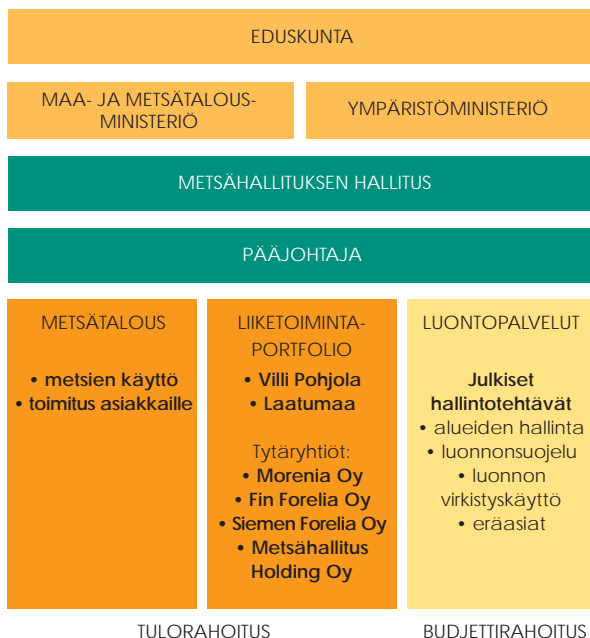 EDUSKUNTA
MAA- JA METSÄTALOUS-
MINISTERIÖ
YMPÄRISTÖMINISTERIÖ
METSÄHALLITUKSEN HALLITUS
PÄÄJOHTAJA
METSÄTALOUS
• metsien käyttö
• toimitus asiakkaille
LIIKETOIMINTA-
PORTFOLIO
• Villi Pohjola
• Laatumaa
Tytäryhtiöt:
• Morenia Oy
• Fin Forelia Oy
• Siemen Forelia Oy
• Metsähallitus
Holding Oy
LUONTOPALVELUT
Julkiset
hallintotehtävät
• alueiden hallinta
• luonnonsuojelu
• luonnon
virkistyskäyttö
• eräasiat
TULORAHOITUS
BUDJETTIRAHOITUS